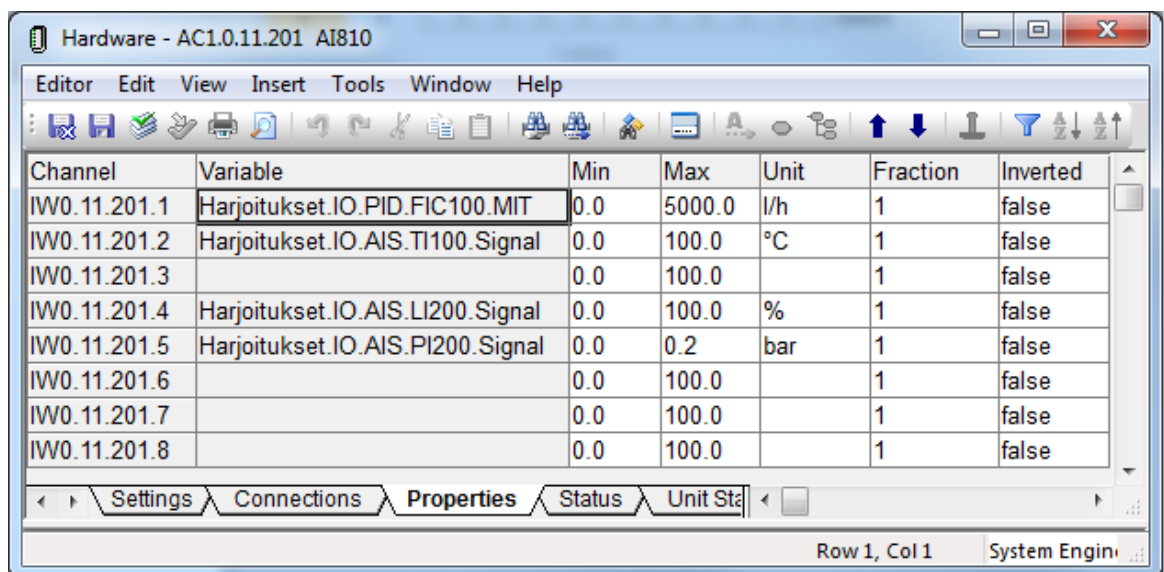 Hardware - AC1.0.11.201 AI810
Editor Edit View Insert Tools Window Help
Channel Variable Min Max Unit Fraction Inverted
IW0.11.201.1 Harjoitukset.IO.PID.FIC100.MIT 0.0 5000.0 l/h 1 false
IW0.11.201.2 Harjoitukset.IO.AIS.TI100.Signal 0.0 100.0 °C 1 false
IW0.11.201.3 0.0 100.0 1 false
IW0.11.201.4 Harjoitukset.IO.AIS.LI200.Signal 0.0 100.0 % 1 false
IW0.11.201.5 Harjoitukset.IO.AIS.PI200.Signal 0.0 0.2 bar 1 false
IW0.11.201.6 0.0 100.0 1 false
IW0.11.201.7 0.0 100.0 1 false
IW0.11.201.8 0.0 100.0 1 false
Settings Connections Properties Status Unit Sta
Row 1, Col 1 System Engin